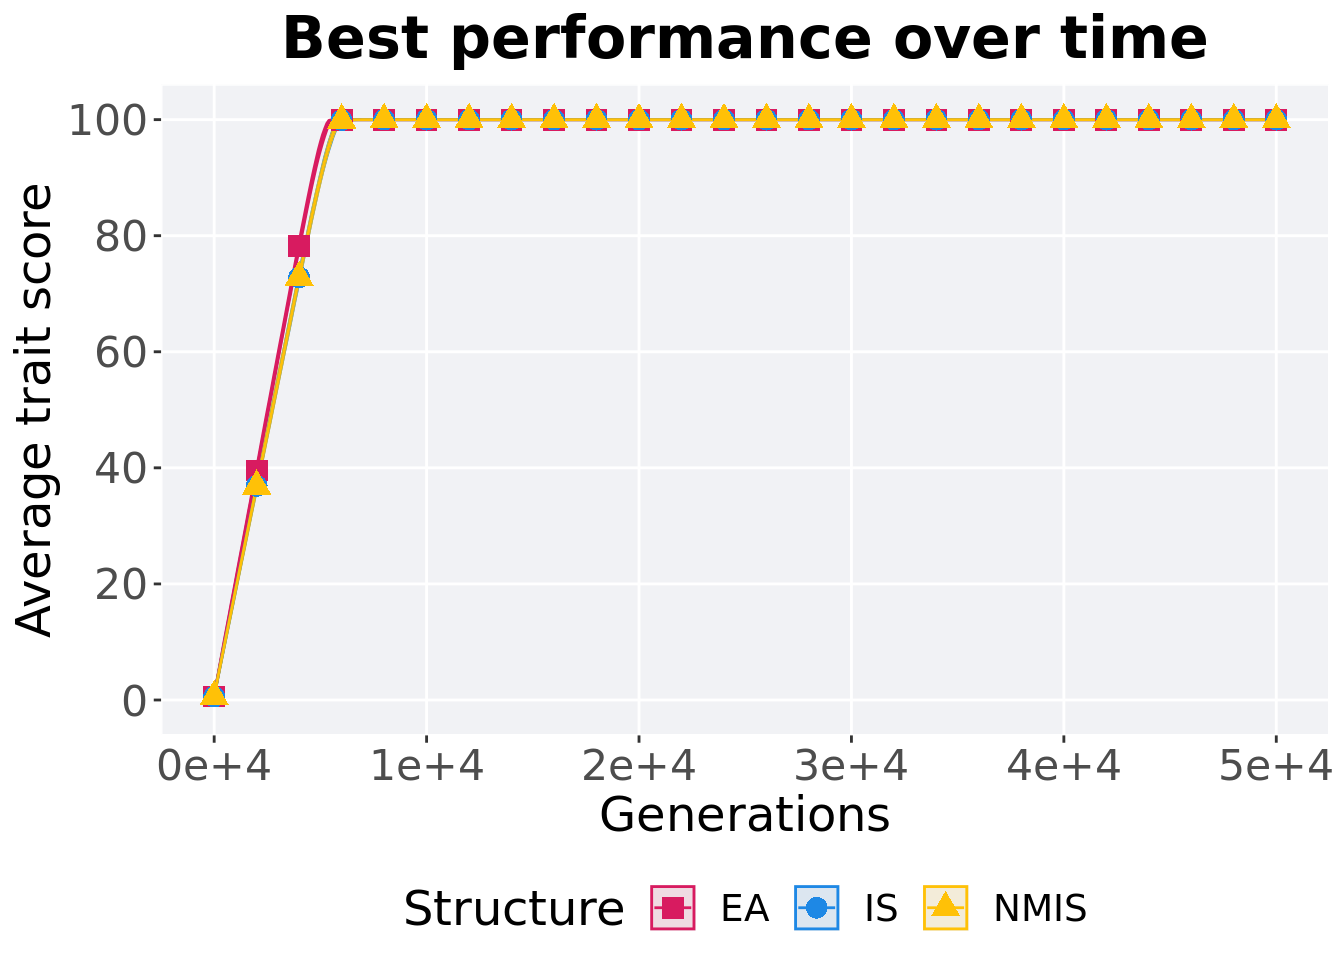 Best performance over time
Average trait score
100
80
60
40
20
0
0e+4 1e+4 2e+4 3e+4 4e+4 5e+4
Generations
Structure EA IS NMIS